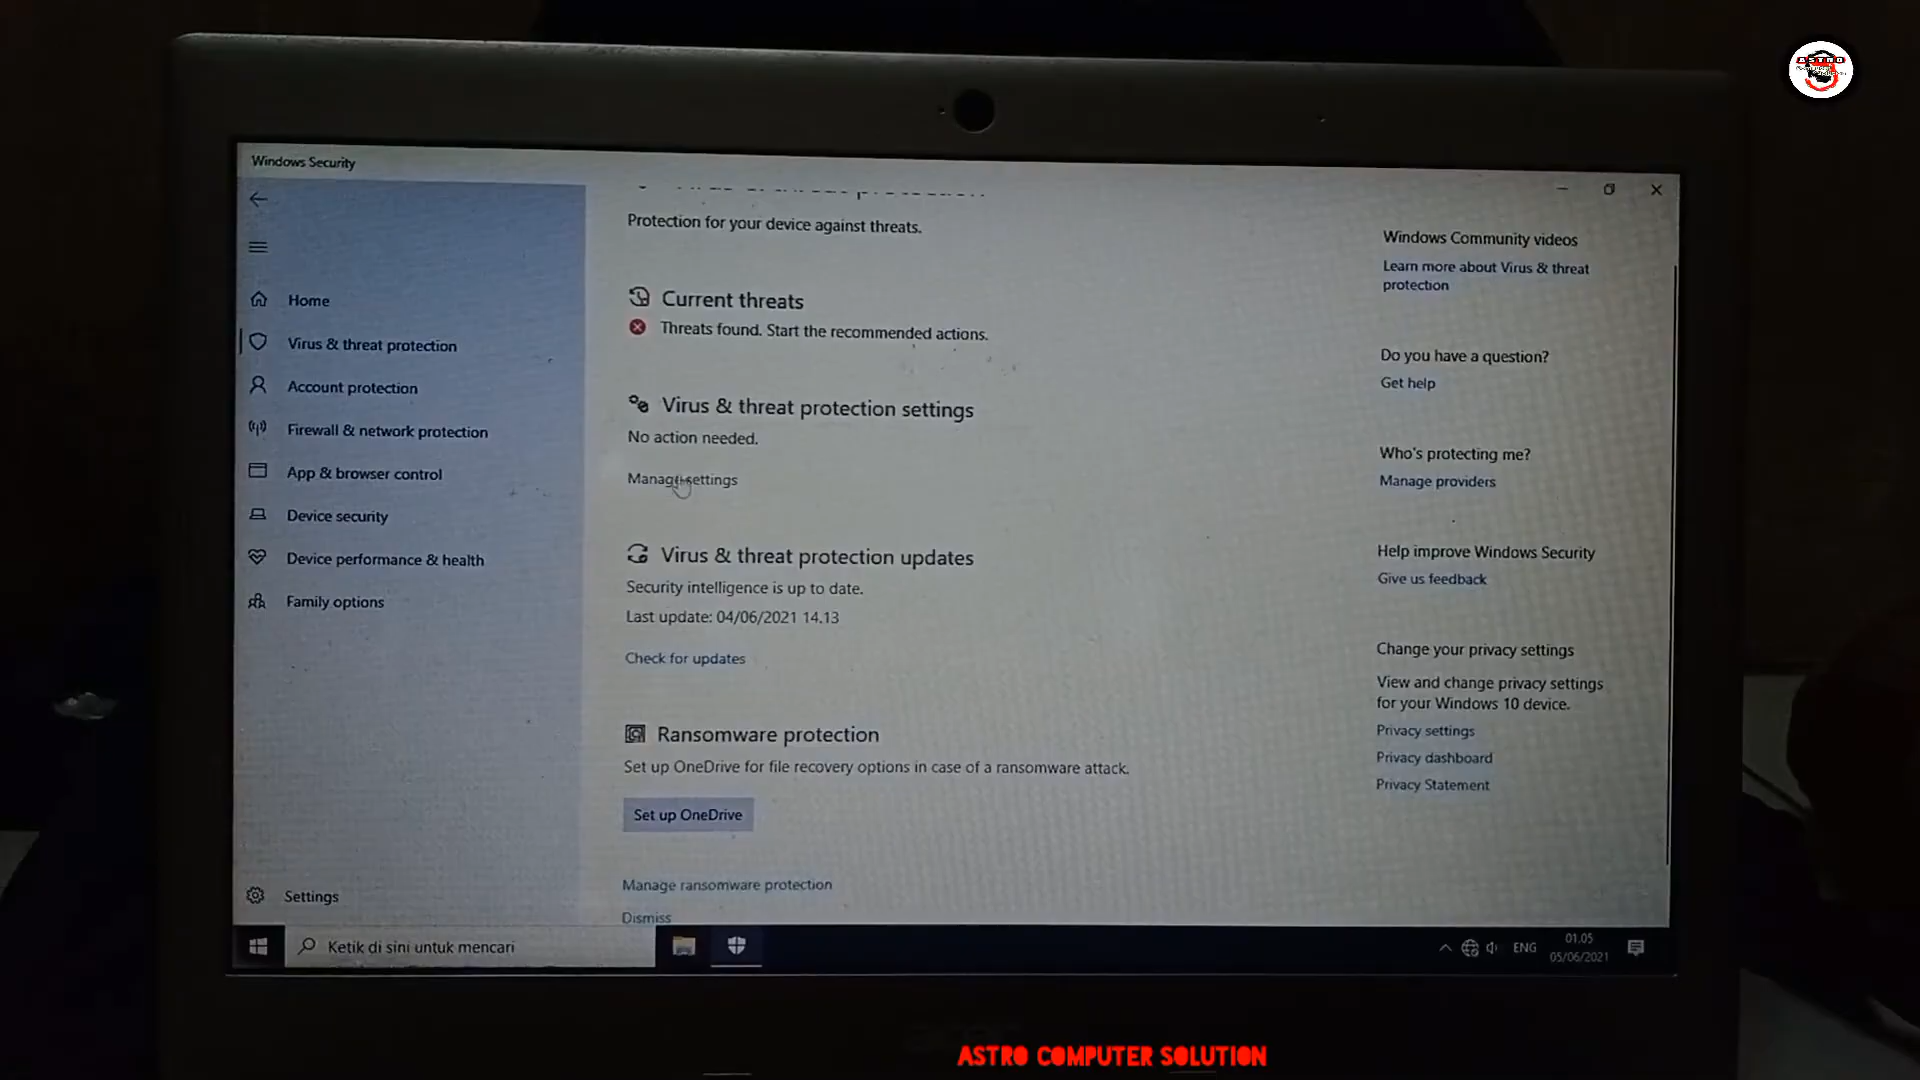 ASTRO
Windows Security
Protection for your device against threats.
Home
Virus & threat protection
Account protection
Firewall & network protection
App & browser control
Device security
Device performance & health
Family options
Settings
Current threats
Threats found. Start the recommended actions.
Virus & threat protection settings
No action needed.
Manage settings
Virus & threat protection updates
Security intelligence is up to date.
Last update: 04/06/2021 14.13
Check for updates
Ransomware protection
Set up OneDrive for file recovery options in case of a ransomware attack.
Set up OneDrive
Manage ransomware protection
Dismiss
Windows Community videos
Learn more about Virus & threat
protection
Do you have a question?
Get help
Who's protecting me?
Manage providers
Help improve Windows Security
Give us feedback
Change your privacy settings
View and change privacy settings
for your Windows 10 device.
Privacy settings
Privacy dashboard
Privacy Statement
Ketik di sini untuk mencari
ENG
01.05
05/06/2021
ASTRO COMPUTER SOLUTION